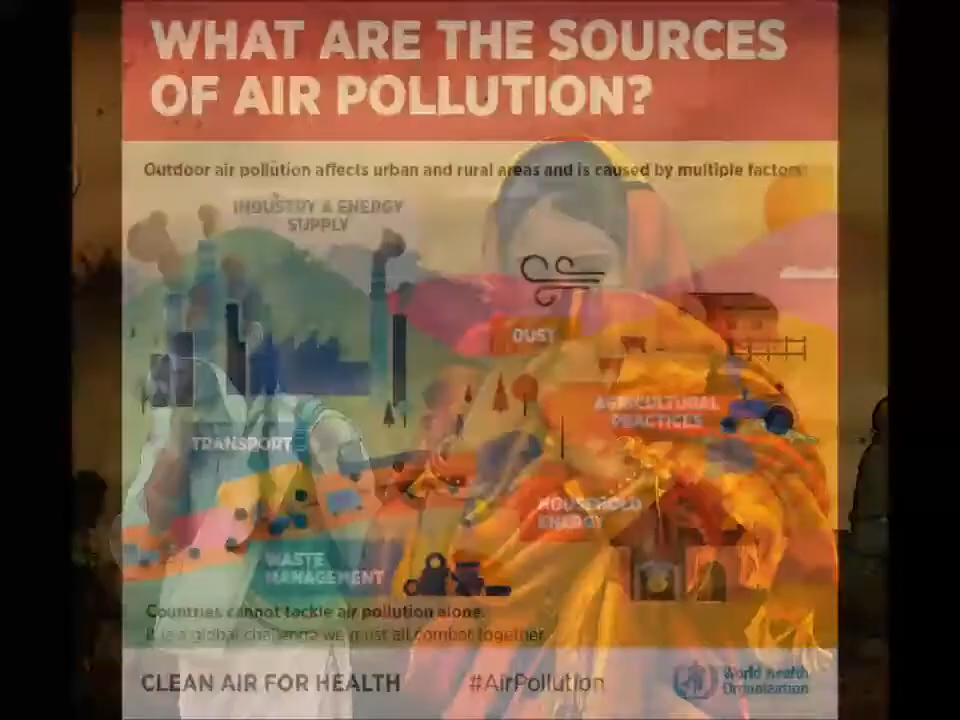 WHAT ARE THE SOURCES
OF AIR POLLUTION?
Outdoor air pollution affects urban and rural areas and is caused by multiple factors:
INDUSTRY & ENERGY
SUPPLY
DUST
AGRICULTURAL
PRACTICES
TRANSPORT
HOUSEHOLD
ENERGY
WASTE
MANAGEMENT
Countries cannot tackle air pollution alone.
It is a global challenge we must all combat together
CLEAN AIR FOR HEALTH
#AirPollution
World Health
Organization